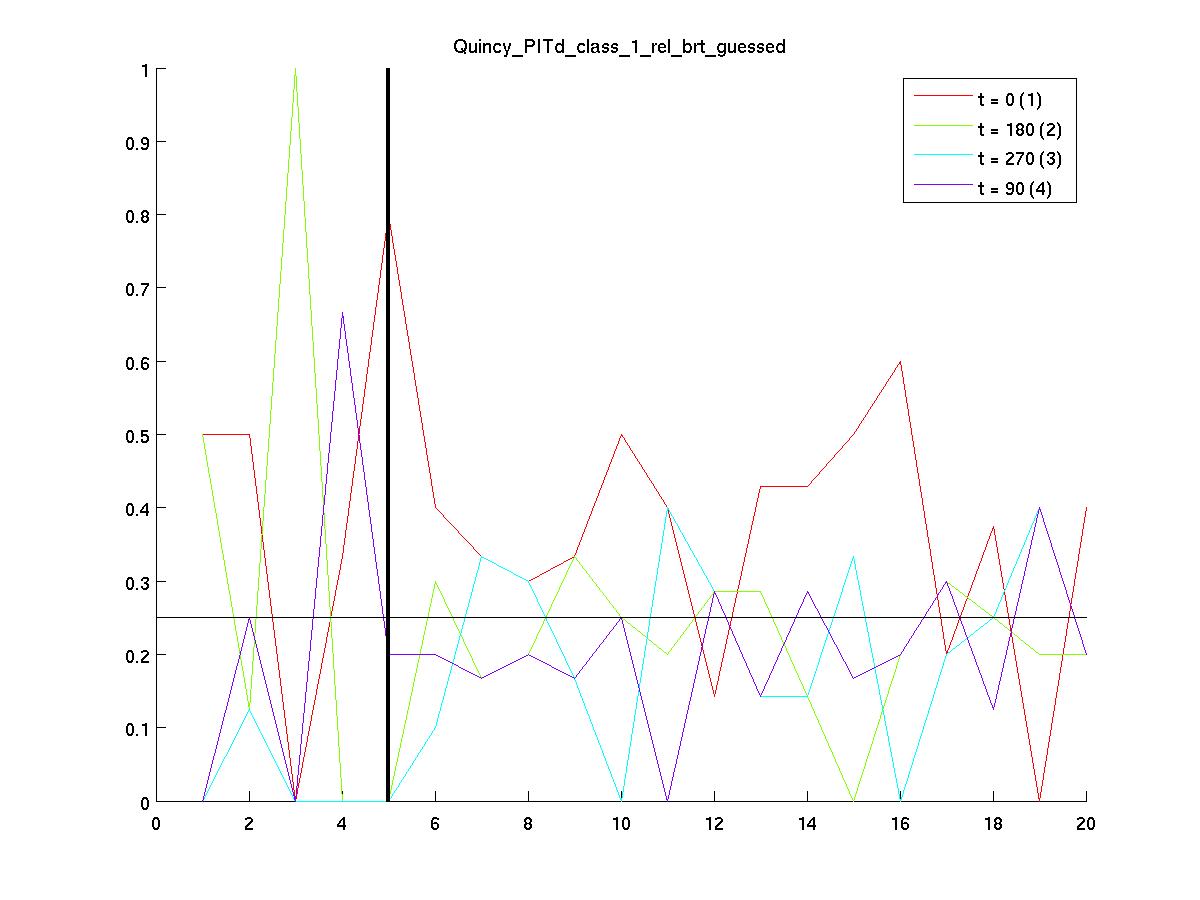 Quincy_PITd_class_1_rel_brt_guessed
t = 0 (1)
t = 180 (2)
t = 270 (3)
t = 90 (4)
1
0.9
0.8
0.7
0.6
0.5
0.4
0.3
0.2
0.1
0
0 2 4 6 8 10 12 14 16 18 20